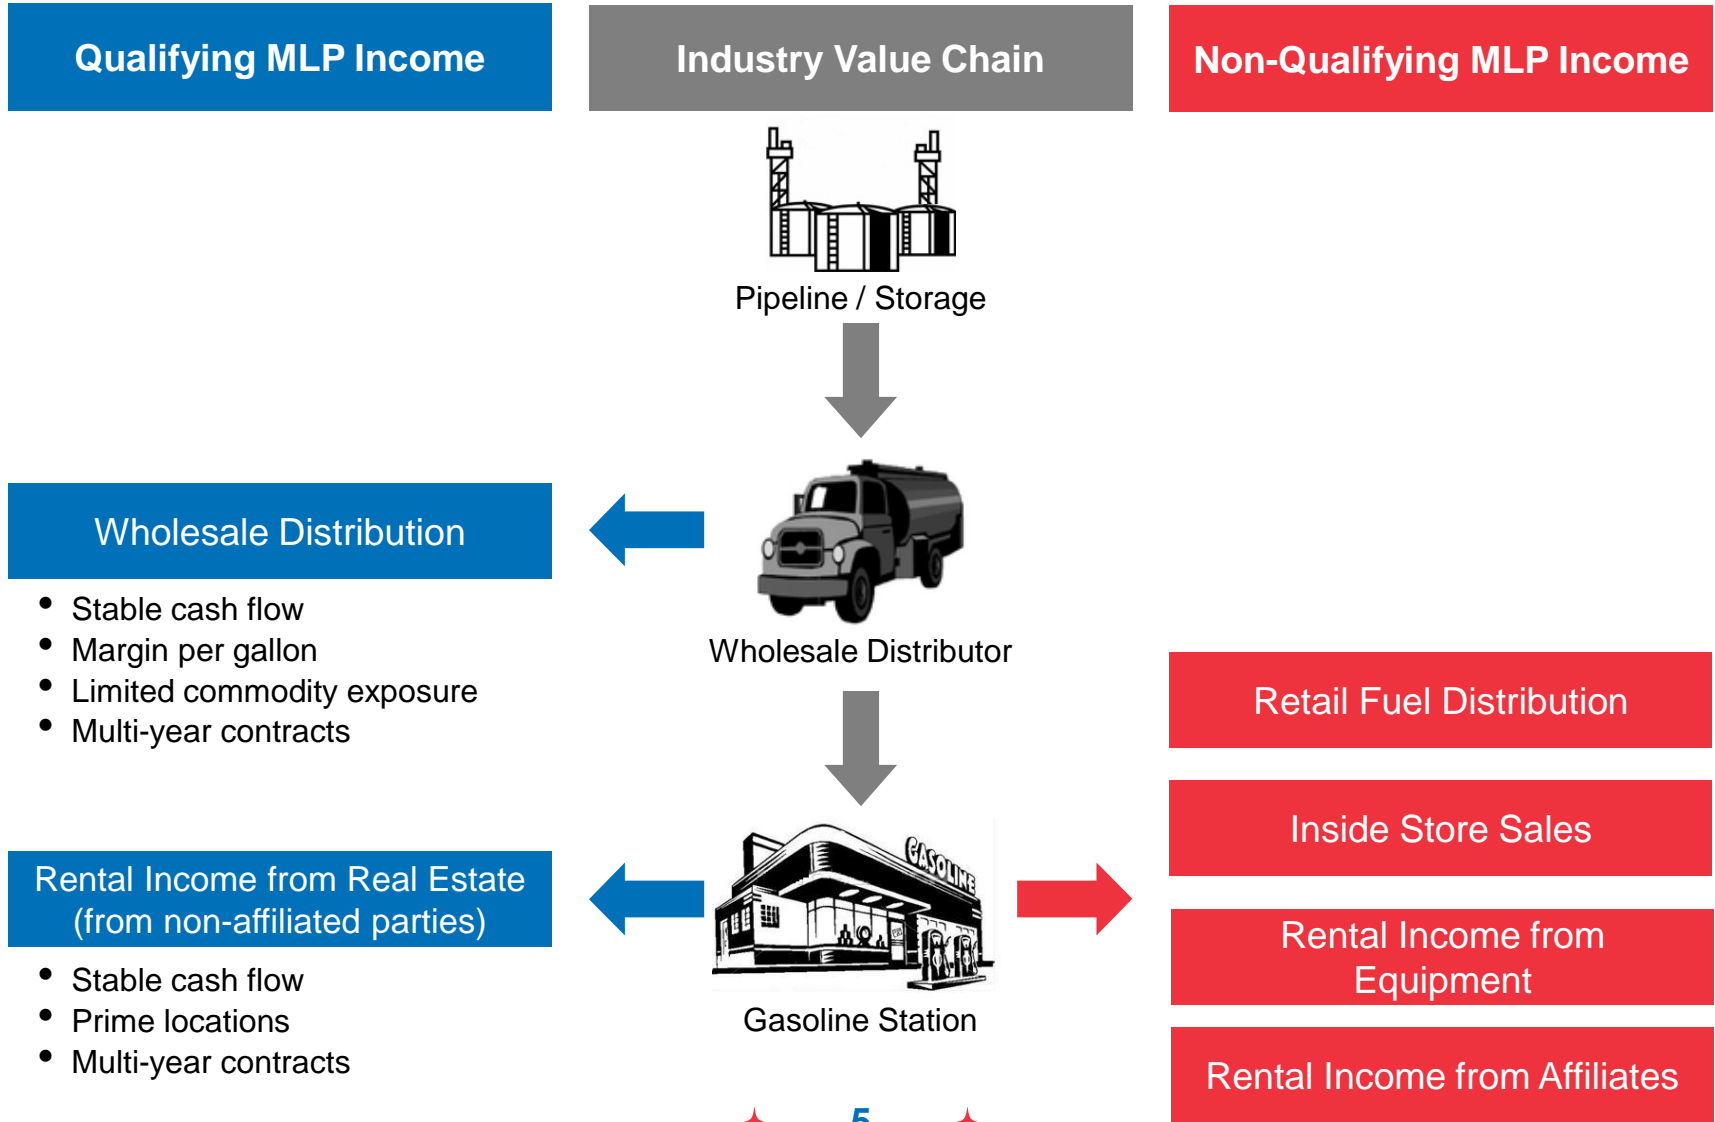 Qualifying MLP Income
Industry Value Chain
Non-Qualifying MLP Income
Pipeline / Storage
Wholesale Distribution
• Stable cash flow
• Margin per gallon
• Limited commodity exposure
• Multi-year contracts
Wholesale Distributor
Rental Income from Real Estate
(from non-affiliated parties)
• Stable cash flow
• Prime locations
• Multi-year contracts
GASOLINE
Gasoline Station
Retail Fuel Distribution
Inside Store Sales
Rental Income from
Equipment
Rental Income from Affiliates
5